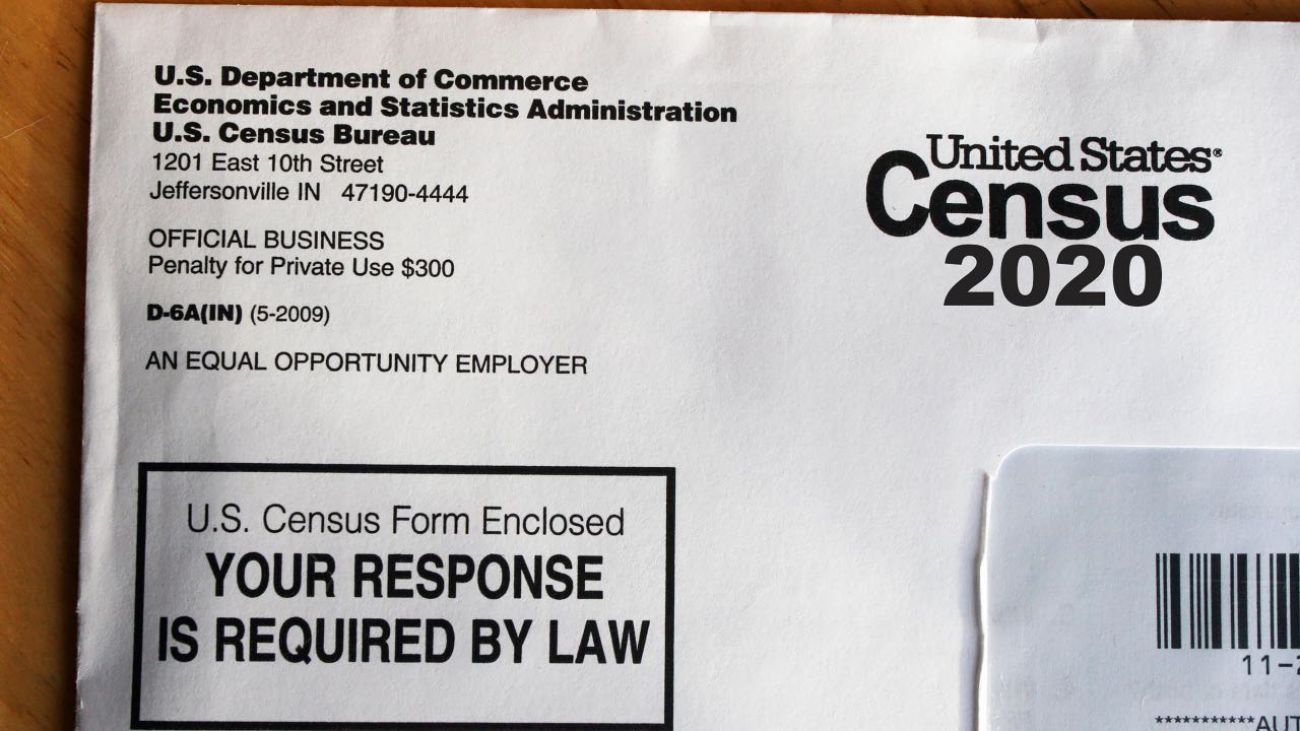 U.S. Department of Commerce
Economics and Statistics Administration
U.S. Census Bureau
1201 East 10th Street
Jeffersonville IN 47190-4444
OFFICIAL BUSINESS
Penalty for Private Use $300
D-6A(IN) (5-2009)
AN EQUAL OPPORTUNITY EMPLOYER
United States®
Census
2020
U.S. Census Form Enclosed
YOUR RESPONSE
IS REQUIRED BY LAW
11-
***********AUT